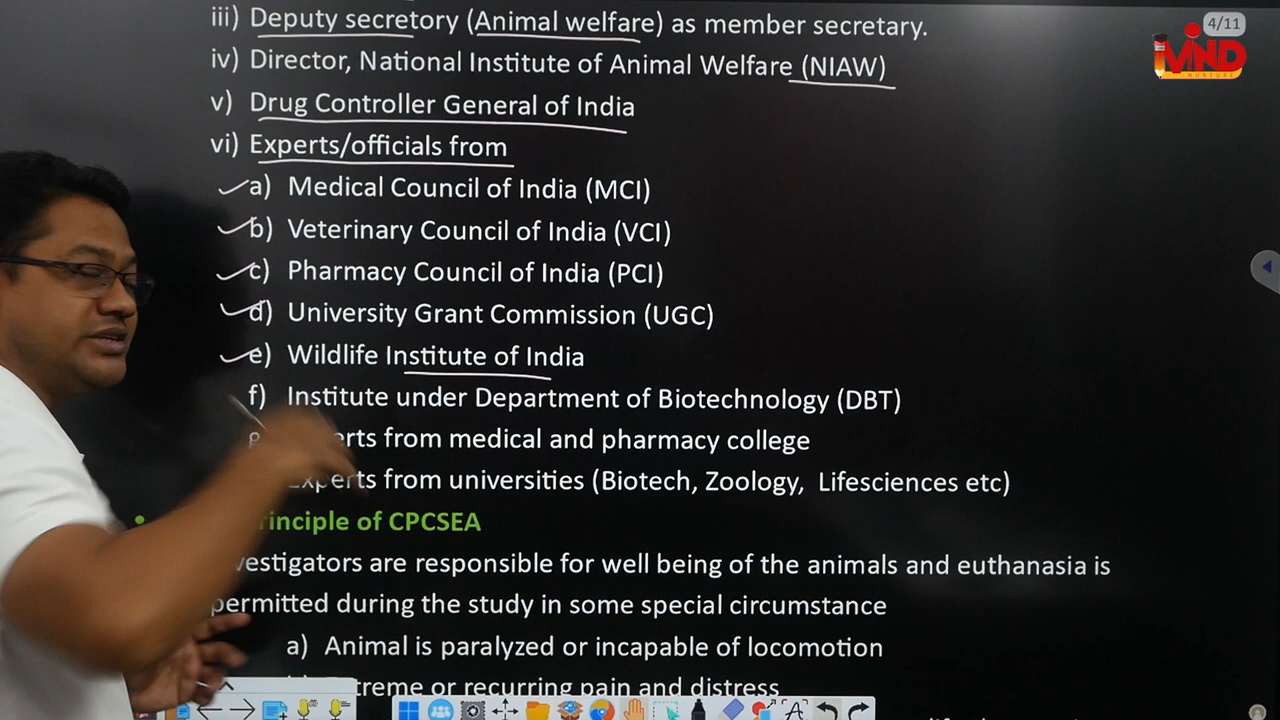 4/11
MIND
NURTURE
iii) Deputy secretory (Animal welfare) as member secretary.
iv) Director, National Institute of Animal Welfare (NIAW)
v) Drug Controller General of India
vi) Experts/officials from
a) Medical Council of India (MCI)
b) Veterinary Council of India (VCI)
c) Pharmacy Council of India (PCI)
d) University Grant Commission (UGC)
e) Wildlife Institute of India
f) Institute under Department of Biotechnology (DBT)
from medical and pharmacy college
Experts from universities (Biotech, Zoology, Lifesciences etc)
of CPCSEA
are responsible for well being of the animals and euthanasia is
permitted during the study in some special circumstance
a) Animal is paralyzed or incapable of locomotion
or recurring pain and distress